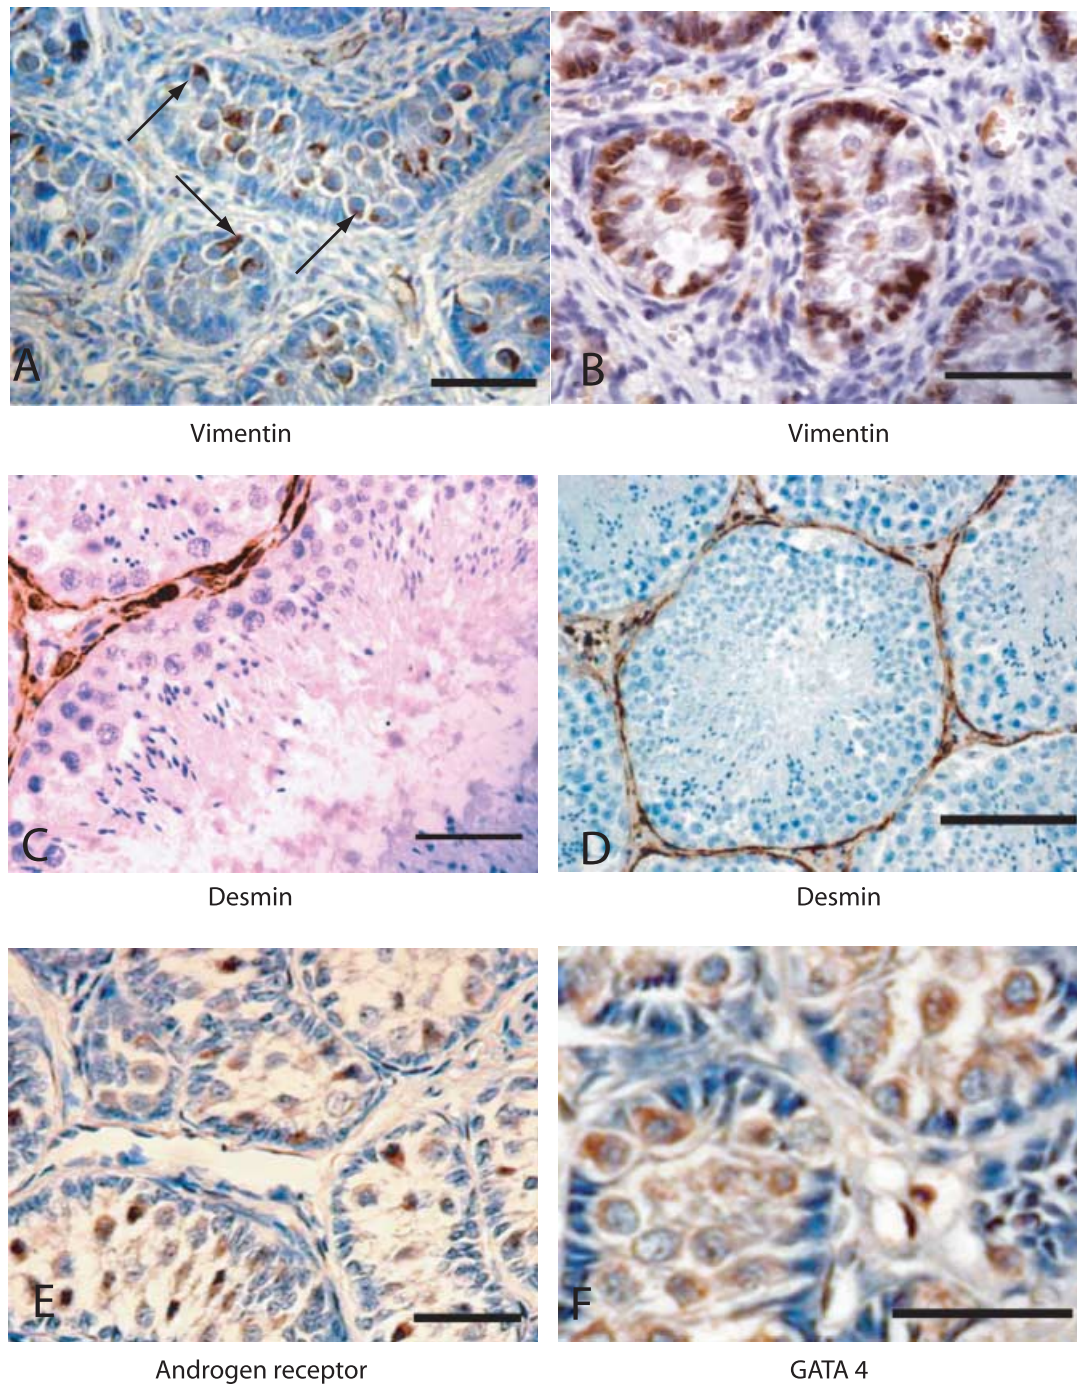 A
B
Vimentin
Vimentin
C
D
Desmin
Desmin
E
F
Androgen receptor
GATA 4